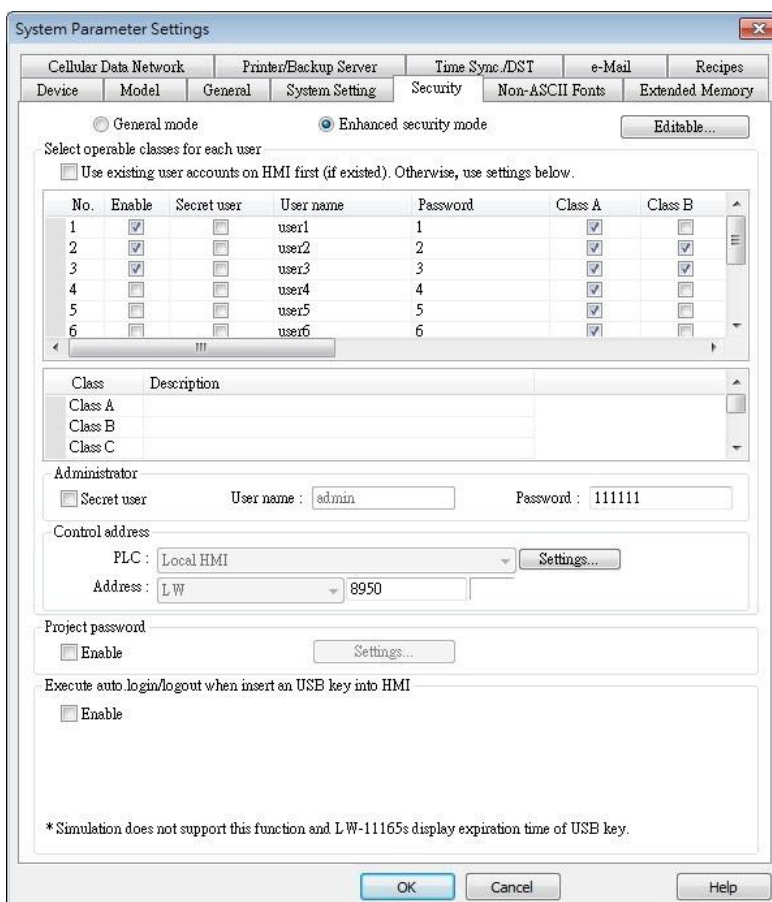 System Parameter Settings
Cellular Data Network Printer/Backup Server Time Sync./DST e-Mail Recipes
Device Model General System Setting Security Non-ASCII Fonts Extended Memory
General mode Enhanced security mode Editable...
Select operable classes for each user
Use existing user accounts on HMI first (if existed). Otherwise, use settings below.
No. Enable Secret user User name Password Class A Class B
1 user1 1
2 user2 2
3 user3 3
4 user4 4
5 user5 5
6 user6 6
Class Description
Class A
Class B
Class C
Administrator
Secret user User name : admin Password : 111111
Control address
PLC : Local HMI Settings...
Address : LW 8950
Project password
Enable Settings...
Execute auto.login/logout when insert an USB key into HMI
Enable
* Simulation does not support this function and LW-11165s display expiration time of USB key.
OK Cancel Help